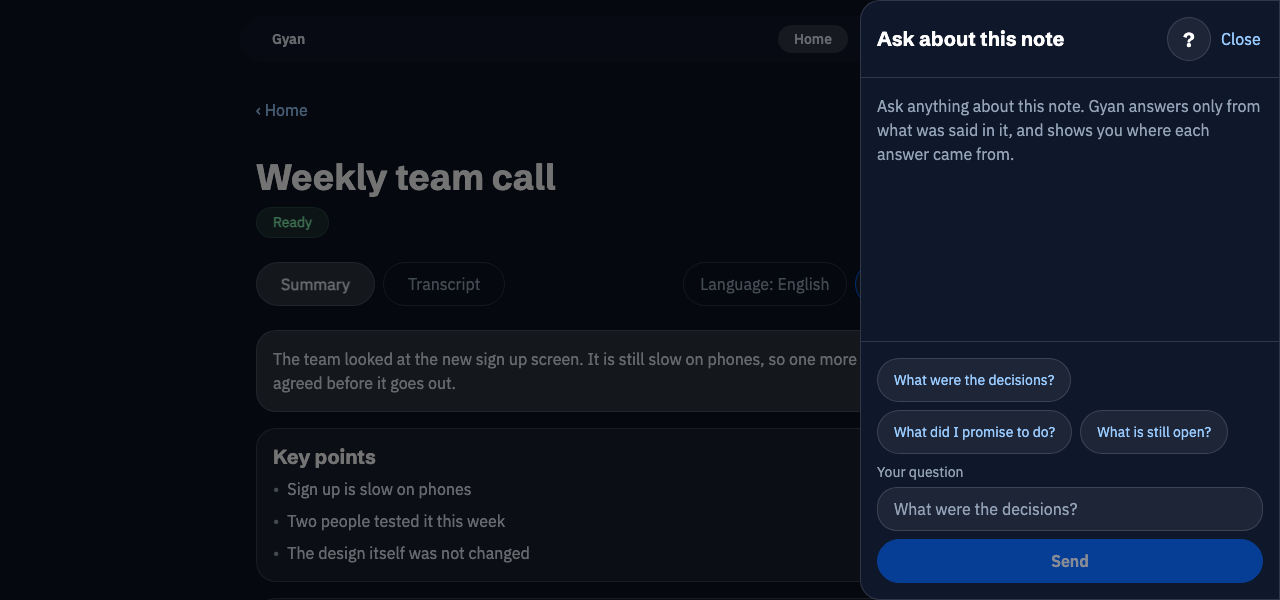 Gyan
Home
‹ Home
Weekly team call
Ready
Summary
Transcript
Language: English
The team looked at the new sign up screen. It is still slow on phones, so one more
agreed before it goes out.
Key points
• Sign up is slow on phones
• Two people tested it this week
• The design itself was not changed
Ask about this note
?
Close
Ask anything about this note. Gyan answers only from
what was said in it, and shows you where each
answer came from.
What were the decisions?
What did I promise to do?
What is still open?
Your question
What were the decisions?
Send